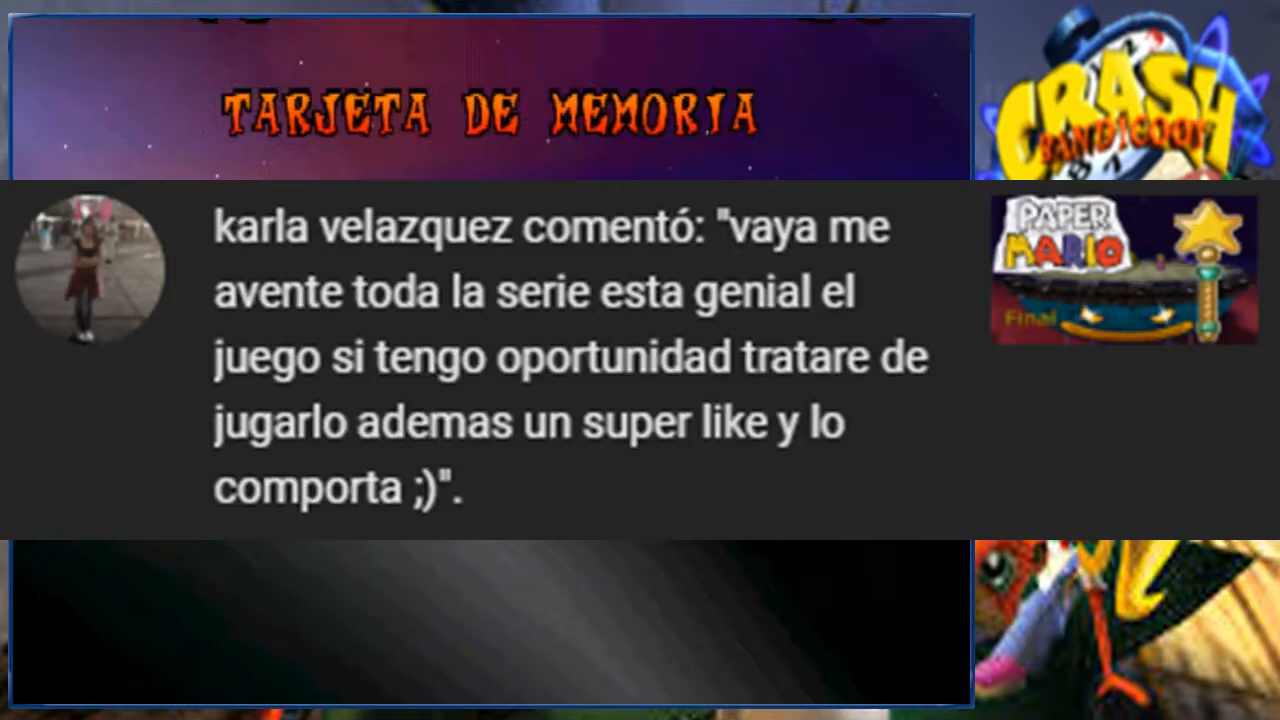 TARJETA DE MEMORIA
CRASH
BANDICOOT
karla velazquez comentó: "vaya me
avente toda la serie esta genial el
juego si tengo oportunidad tratare de
jugarlo ademas un super like y lo
comporta ;)".
PAPER
MARIO
Final